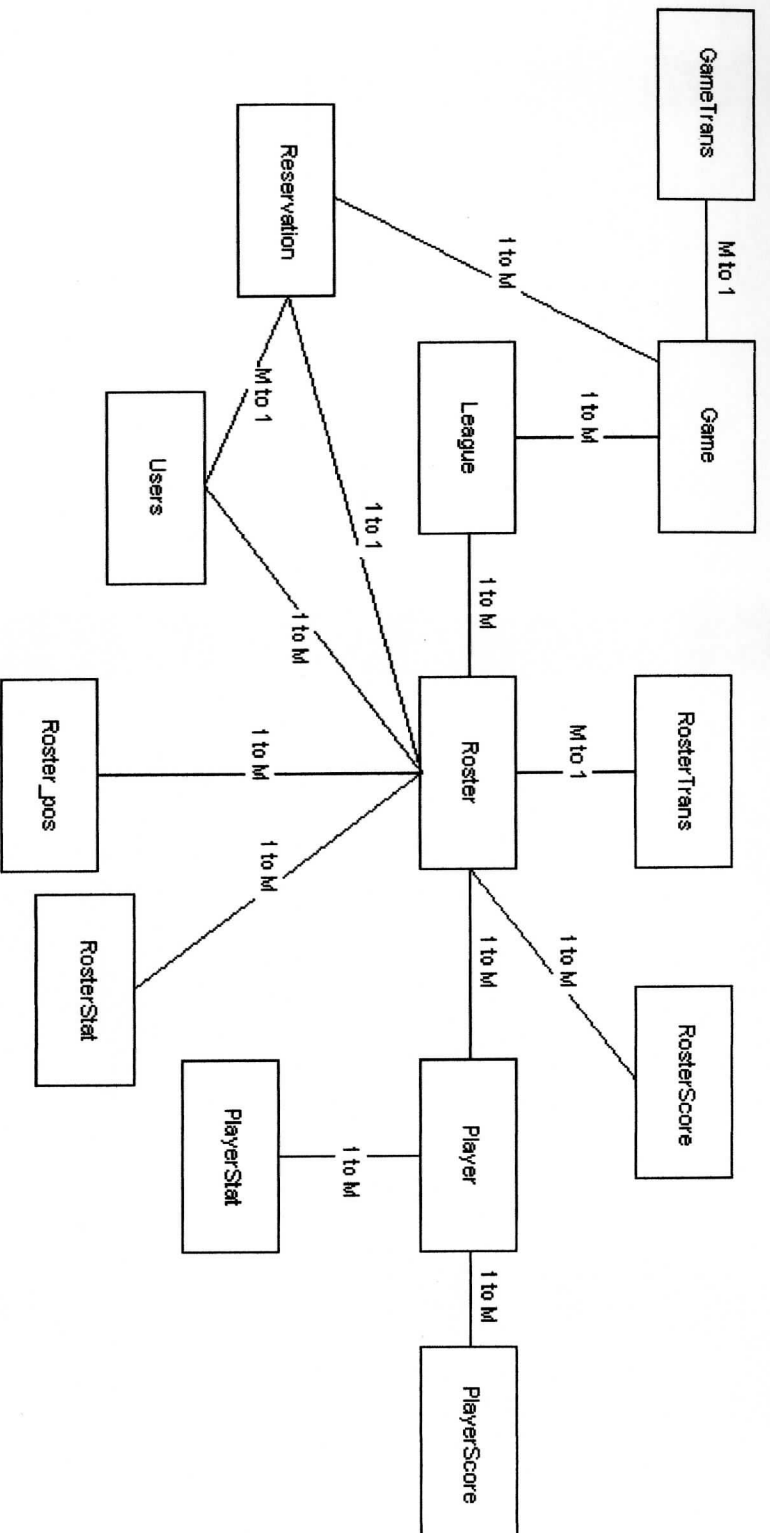 GameTrans
M to 1
Game
RosterTrans
RosterScore
1 to M
1 to M
M to 1
1 to M
League
1 to M
Roster
1 to M
Player
1 to M
PlayerScore
Reservation
1 to 1
M to 1
1 to M
1 to M
1 to M
1 to M
PlayerStat
Users
Roster_pos
RosterStat